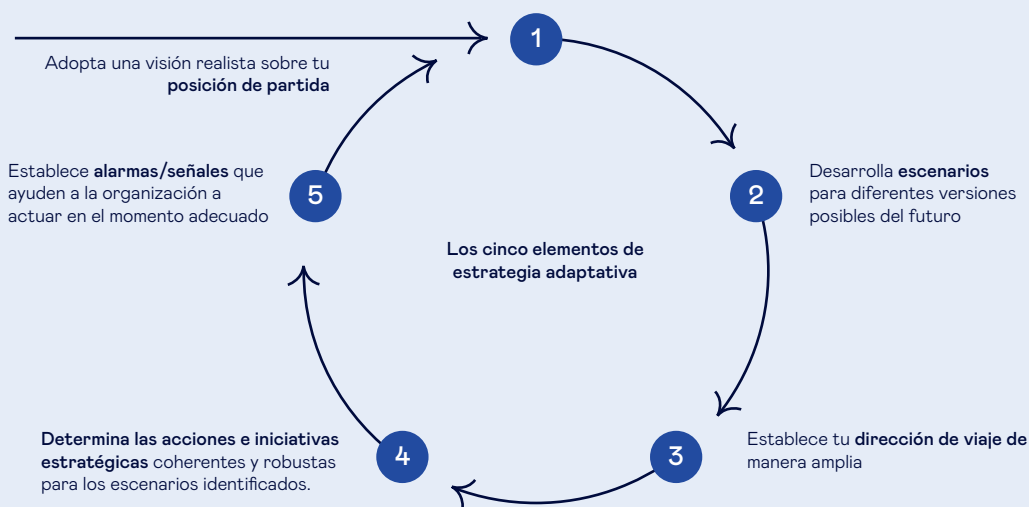 1
Adopta una visión realista sobre tu
posición de partida
2
Desarrolla escenarios
para diferentes versiones
posibles del futuro
3
Establece tu dirección de viaje de
manera amplia
4
Determina las acciones e iniciativas
estratégicas coherentes y robustas
para los escenarios identificados.
5
Establece alarmas/señales que
ayuden a la organización a
actuar en el momento adecuado
Los cinco elementos de
estrategia adaptativa